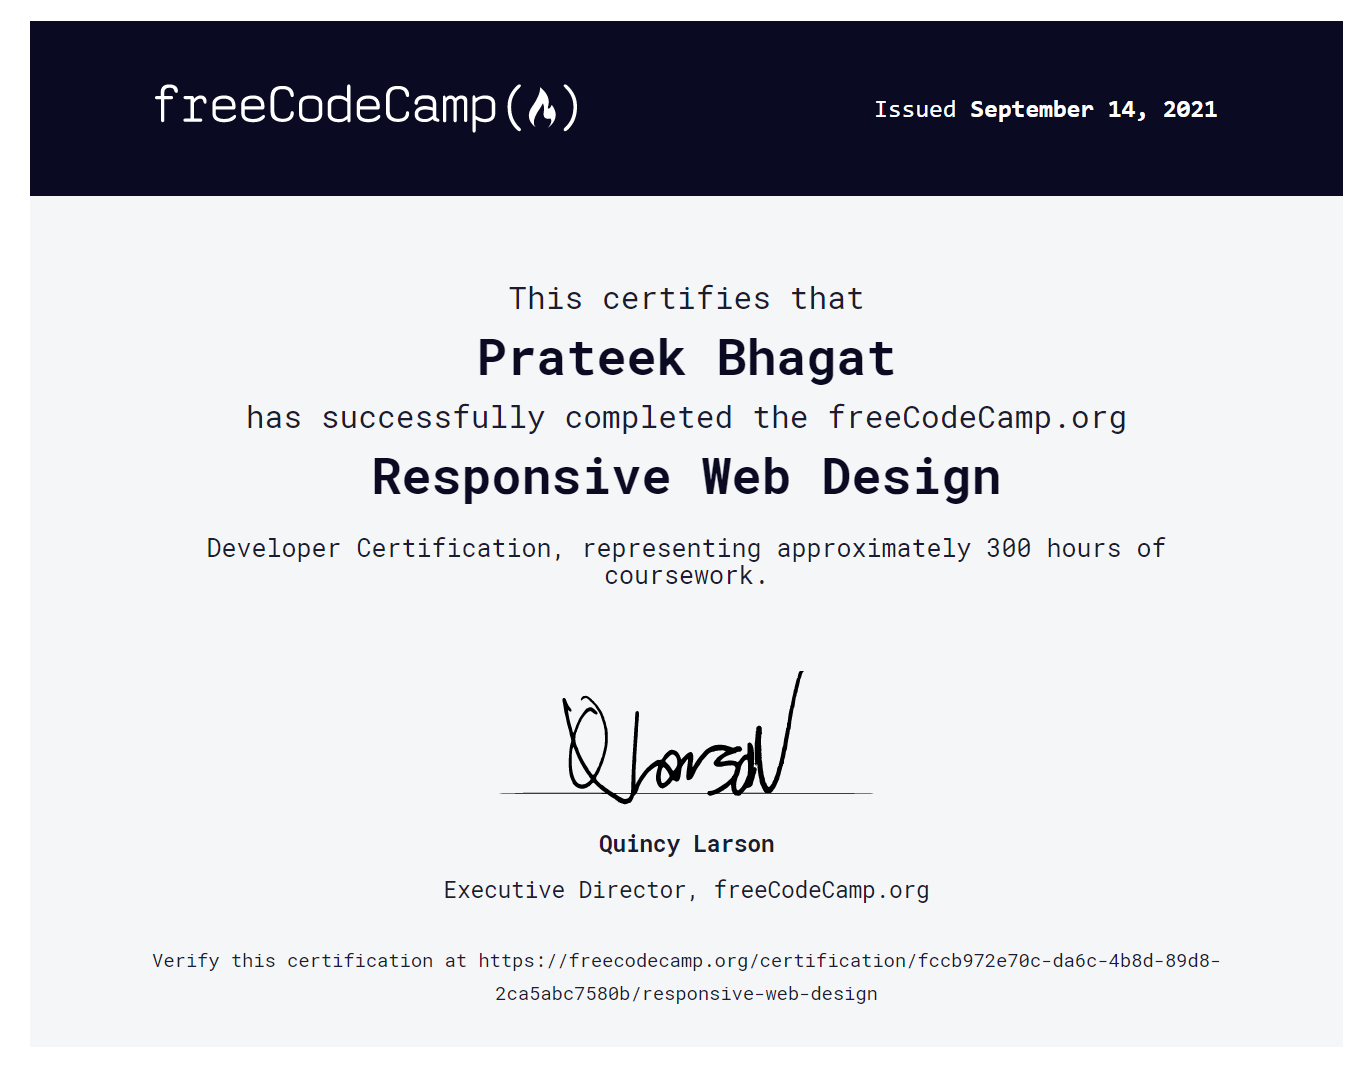 freeCodeCamp(🔥)
Issued September 14, 2021
This certifies that
Prateek Bhagat
has successfully completed the freeCodeCamp.org
Responsive Web Design
Developer Certification, representing approximately 300 hours of
coursework.
QLarson
Quincy Larson
Executive Director, freeCodeCamp.org
Verify this certification at https://freecodecamp.org/certification/fccb972e70c-da6c-4b8d-89d8-
2ca5abc7580b/responsive-web-design